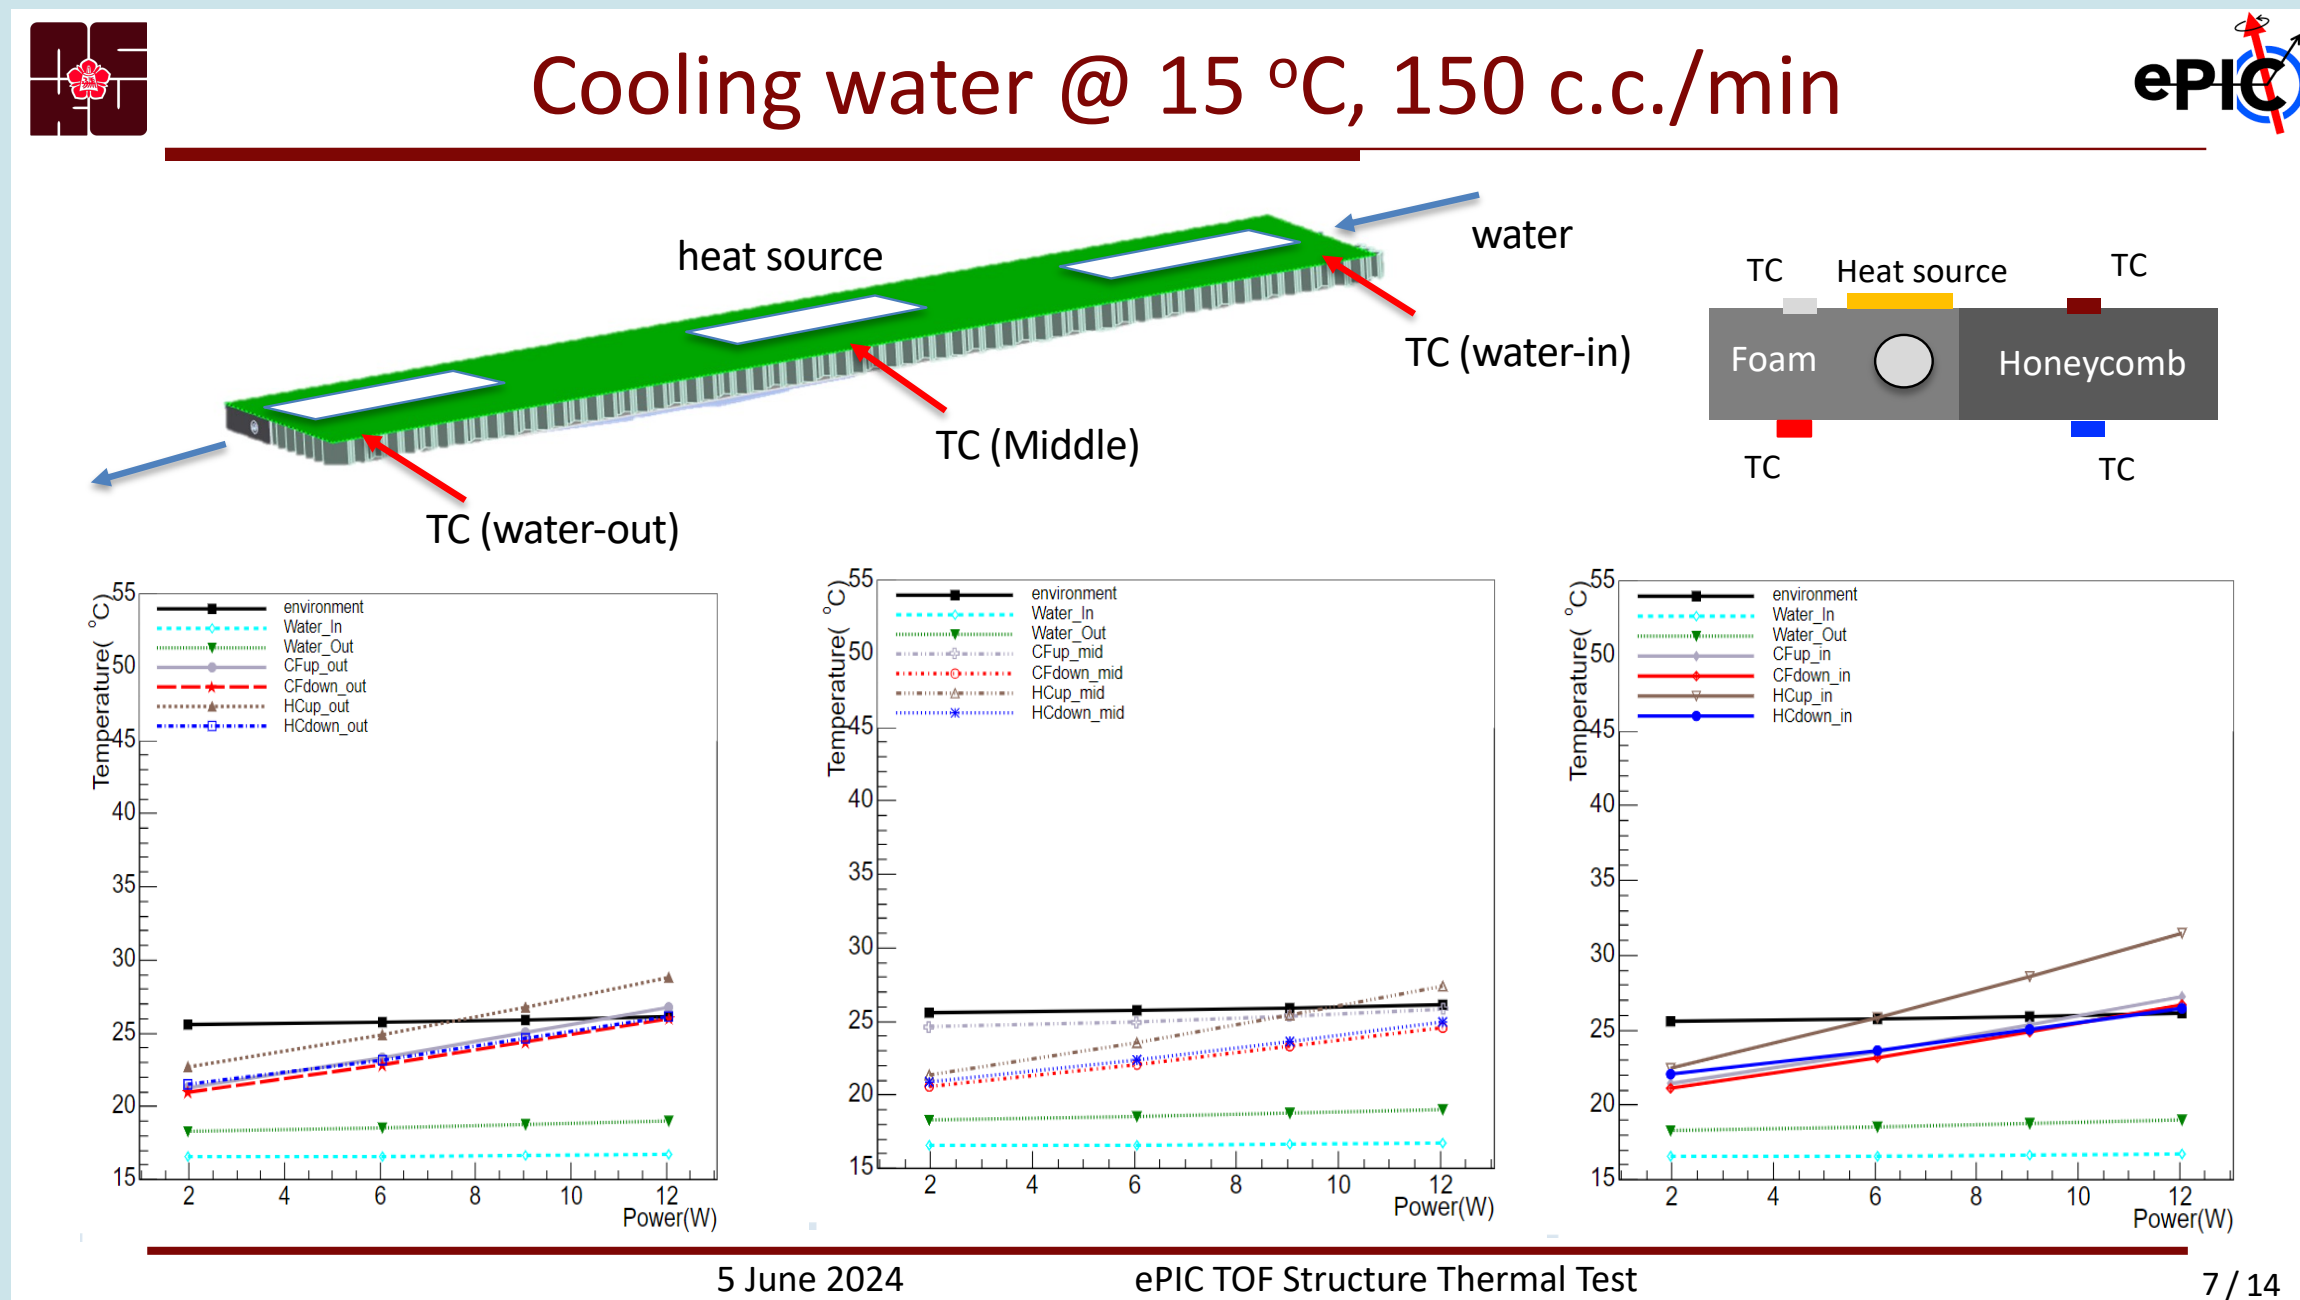 Cooling water @ 15 °C, 150 c.c./min
ePIC
heat source
water
TC (water-in)
TC (Middle)
TC (water-out)
TC
Heat source
TC
Foam
Honeycomb
TC
TC
Temperature( °C)
55
50
45
40
35
30
25
20
15
environment
Water_In
Water_Out
CFup_out
CFdown_out
HCup_out
HCdown_out
2 4 6 8 10 12
Power(W)
Temperature( °C)
55
50
45
40
35
30
25
20
15
environment
Water_In
Water_Out
CFup_mid
CFdown_mid
HCup_mid
HCdown_mid
2 4 6 8 10 12
Power(W)
Temperature( °C)
55
50
45
40
35
30
25
20
15
environment
Water_In
Water_Out
CFup_in
CFdown_in
HCup_in
HCdown_in
2 4 6 8 10 12
Power(W)
5 June 2024
ePIC TOF Structure Thermal Test
7 / 14